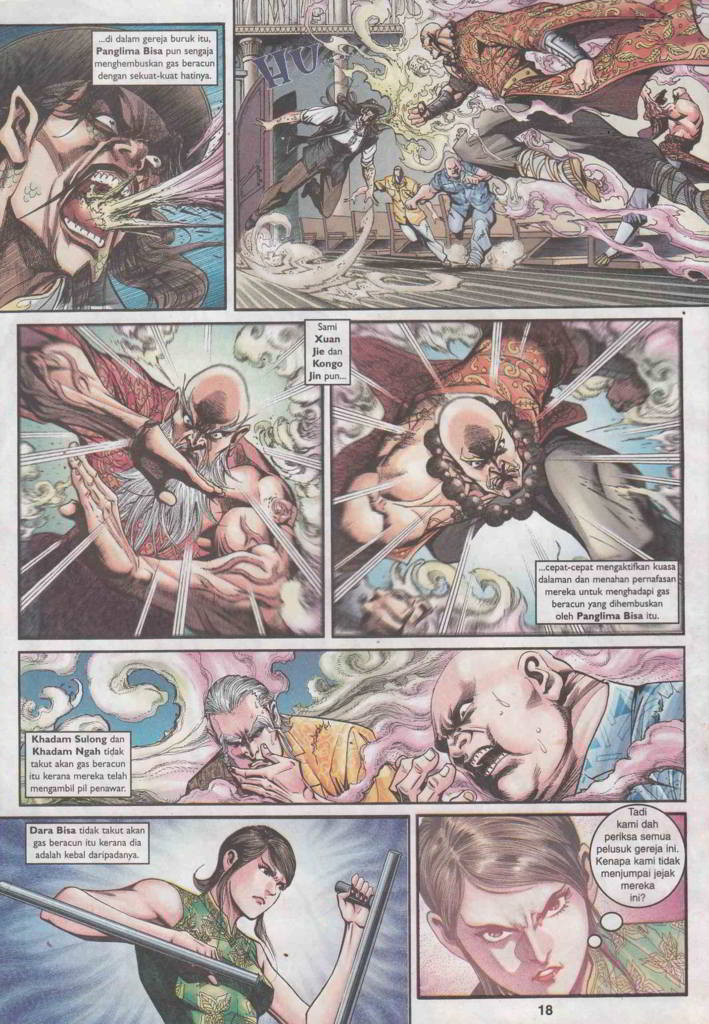 ...di dalam gereja buruk itu,
Panglima Bisa pun sengaja
menghembuskan gas beracun
dengan sekuat-kuat hatinya.
HU
Sami
Xuan
Jie dan
Kongo
Jin pun...
...cepat-cepat mengaktifkan kuasa
dalaman dan menahan pernafasan
mereka untuk menghadapi gas
beracun yang dihembuskan
oleh Panglima Bisa itu.
Khadam Sulong dan
Khadam Ngah tidak
takut akan gas beracun
itu kerana mereka telah
mengambil pil penawar.
Dara Bisa tidak takut akan
gas beracun itu kerana dia
adalah kebal daripadanya.
Tadi
kami dah
periksa semua
pelusuk gereja ini.
Kenapa kami tidak
menjumpai jejak
mereka
ini?
18